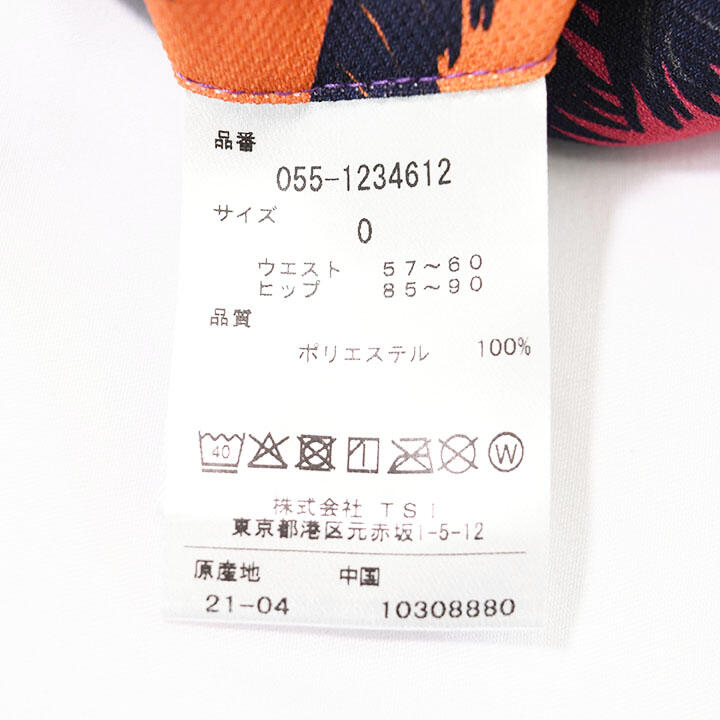 品番
055-1234612
サイズ
0
ウエスト 57～60
ヒップ 85～90
品質
ポリエステル 100%
40 W
株式会社 TSI
東京都港区元赤坂1-5-12
原産地 中国
21-04 10308880